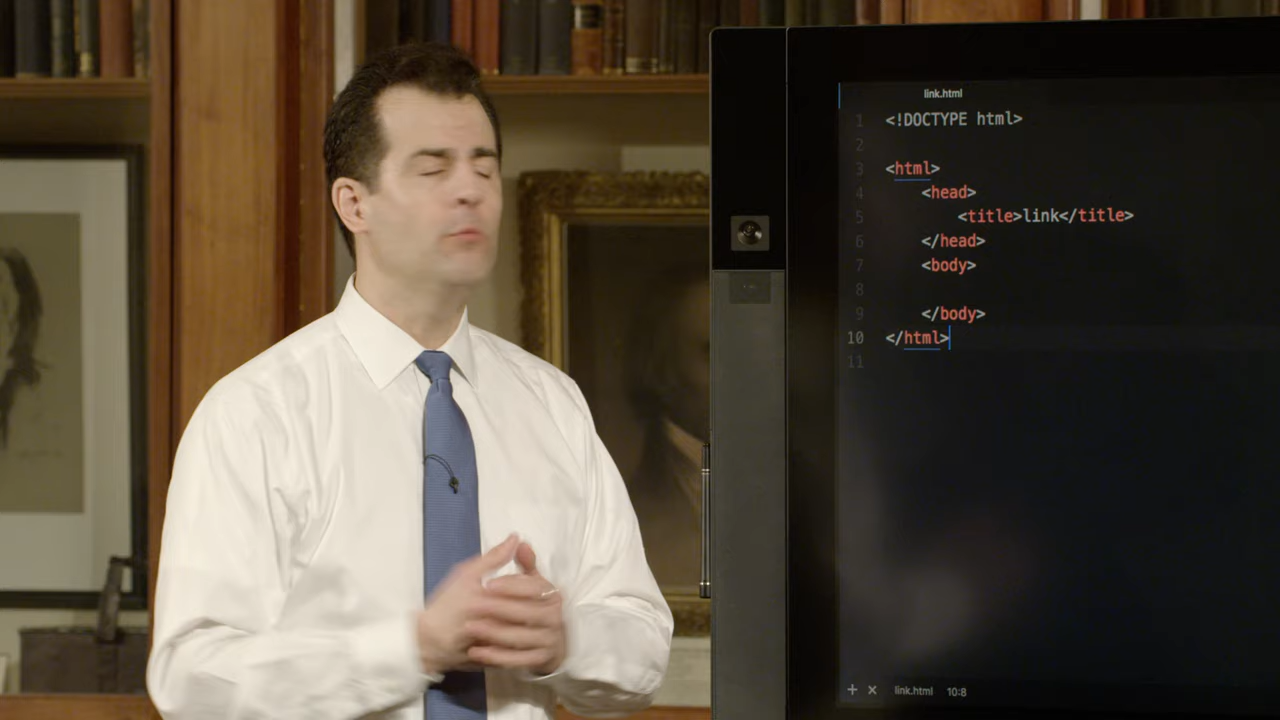 link.html
1 <!DOCTYPE html>
2
3 <html>
4 <head>
5 <title>link</title>
6 </head>
7 <body>
8
9 </body>
10 </html>
11
+ × link.html 10:8